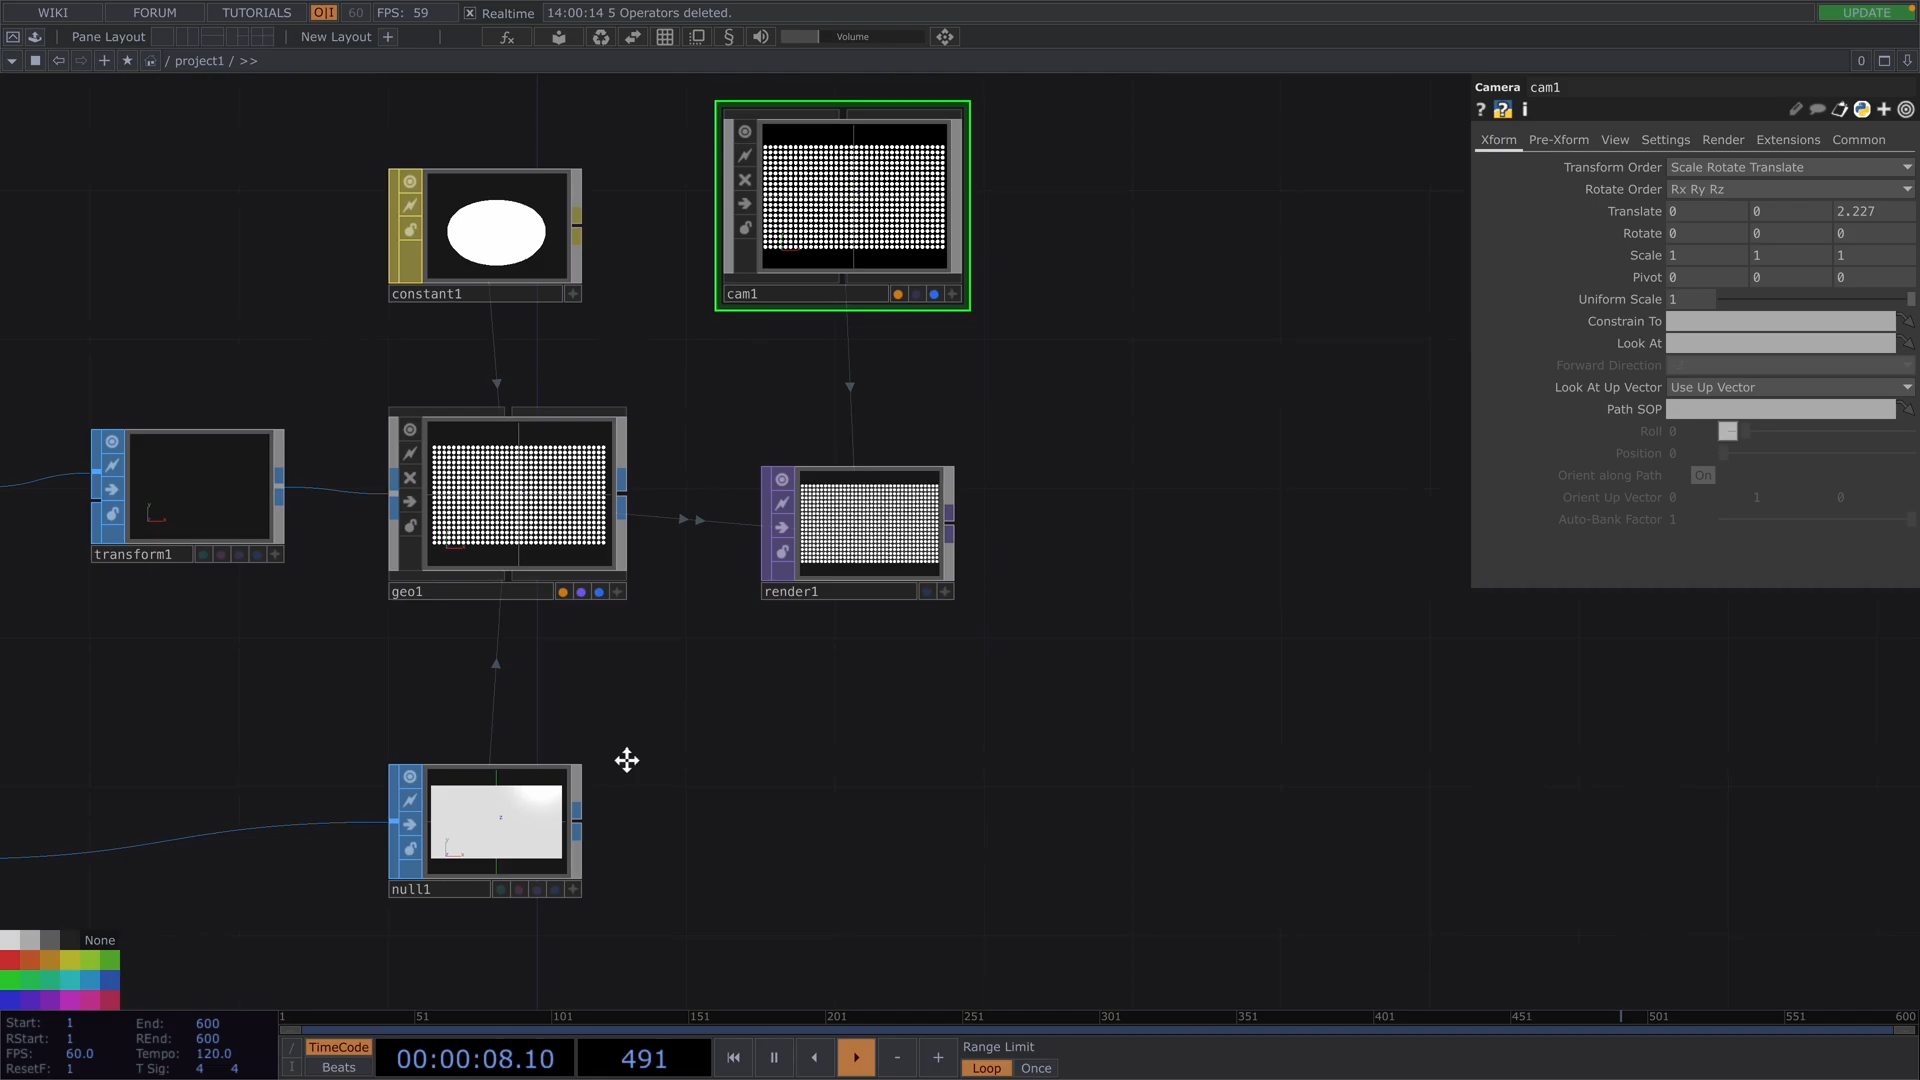 WIKI FORUM TUTORIALS O|I 60 FPS: 59 Realtime 14:00:14 5 Operators deleted. UPDATE
Pane Layout New Layout + Volume
/ project1 / >> 0
Camera cam1
? ? i
Xform Pre-Xform View Settings Render Extensions Common
Transform Order Scale Rotate Translate
Rotate Order Rx Ry Rz
Translate 0 0 2.227
Rotate 0 0 0
Scale 1 1 1
Pivot 0 0 0
Uniform Scale 1
Constrain To
Look At
Forward Direction
Look At Up Vector Use Up Vector
Path SOP
Roll 0
Position 0
Orient along Path On
Orient Up Vector 0 1 0
Auto-Bank Factor 1
constant1
cam1
transform1
geo1
render1
null1
None
Start: 1 End: 600
RStart: 1 REnd: 600
FPS: 60.0 Tempo: 120.0
ResetF: 1 T Sig: 4 4
1 51 101 151 201 251 301 351 401 451 501 551 600
TimeCode
Beats
00:00:08.10 491
- +
Range Limit
Loop Once